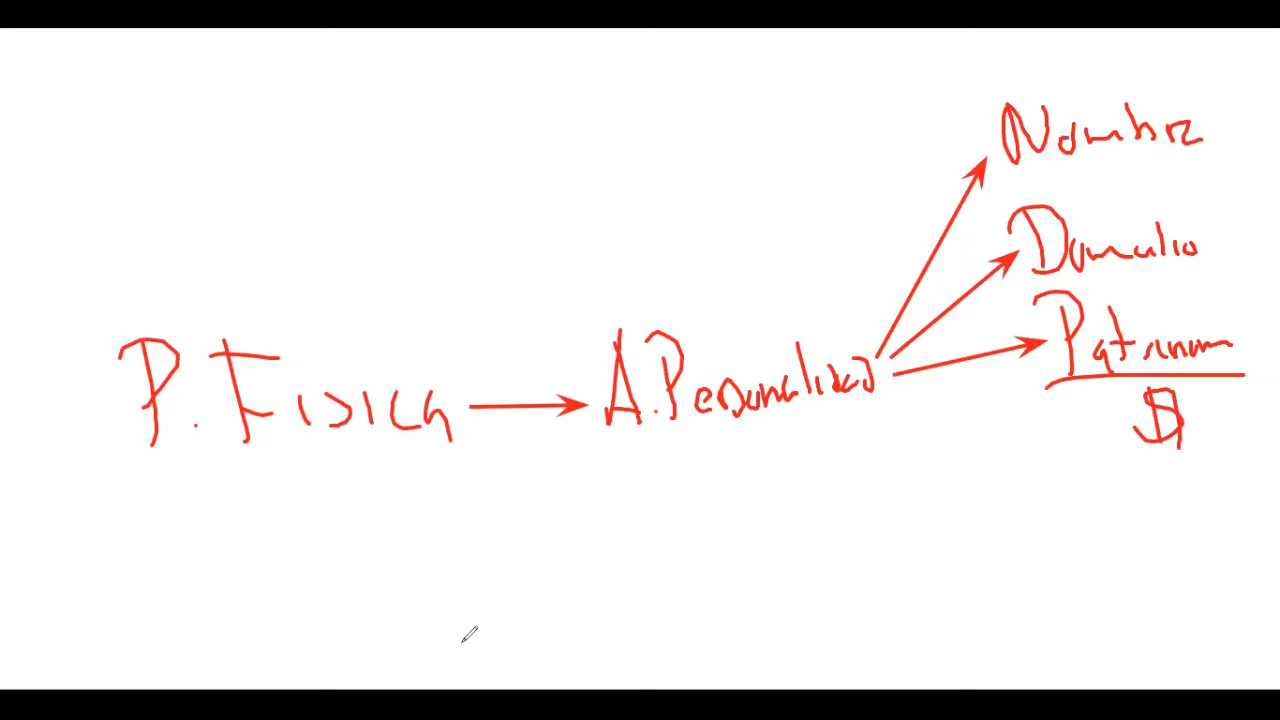 Nombre
Domicilio
P. Fisica
A. Personalidad
Patrimonio
$